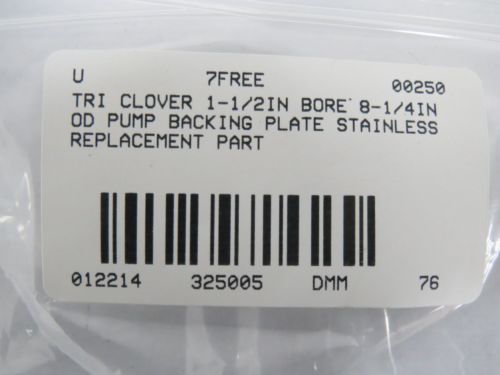 U 7FREE 00250
TRI CLOVER 1-1/2IN BORE 8-1/4IN
OD PUMP BACKING PLATE STAINLESS
REPLACEMENT PART
012214 325005 DMM 76